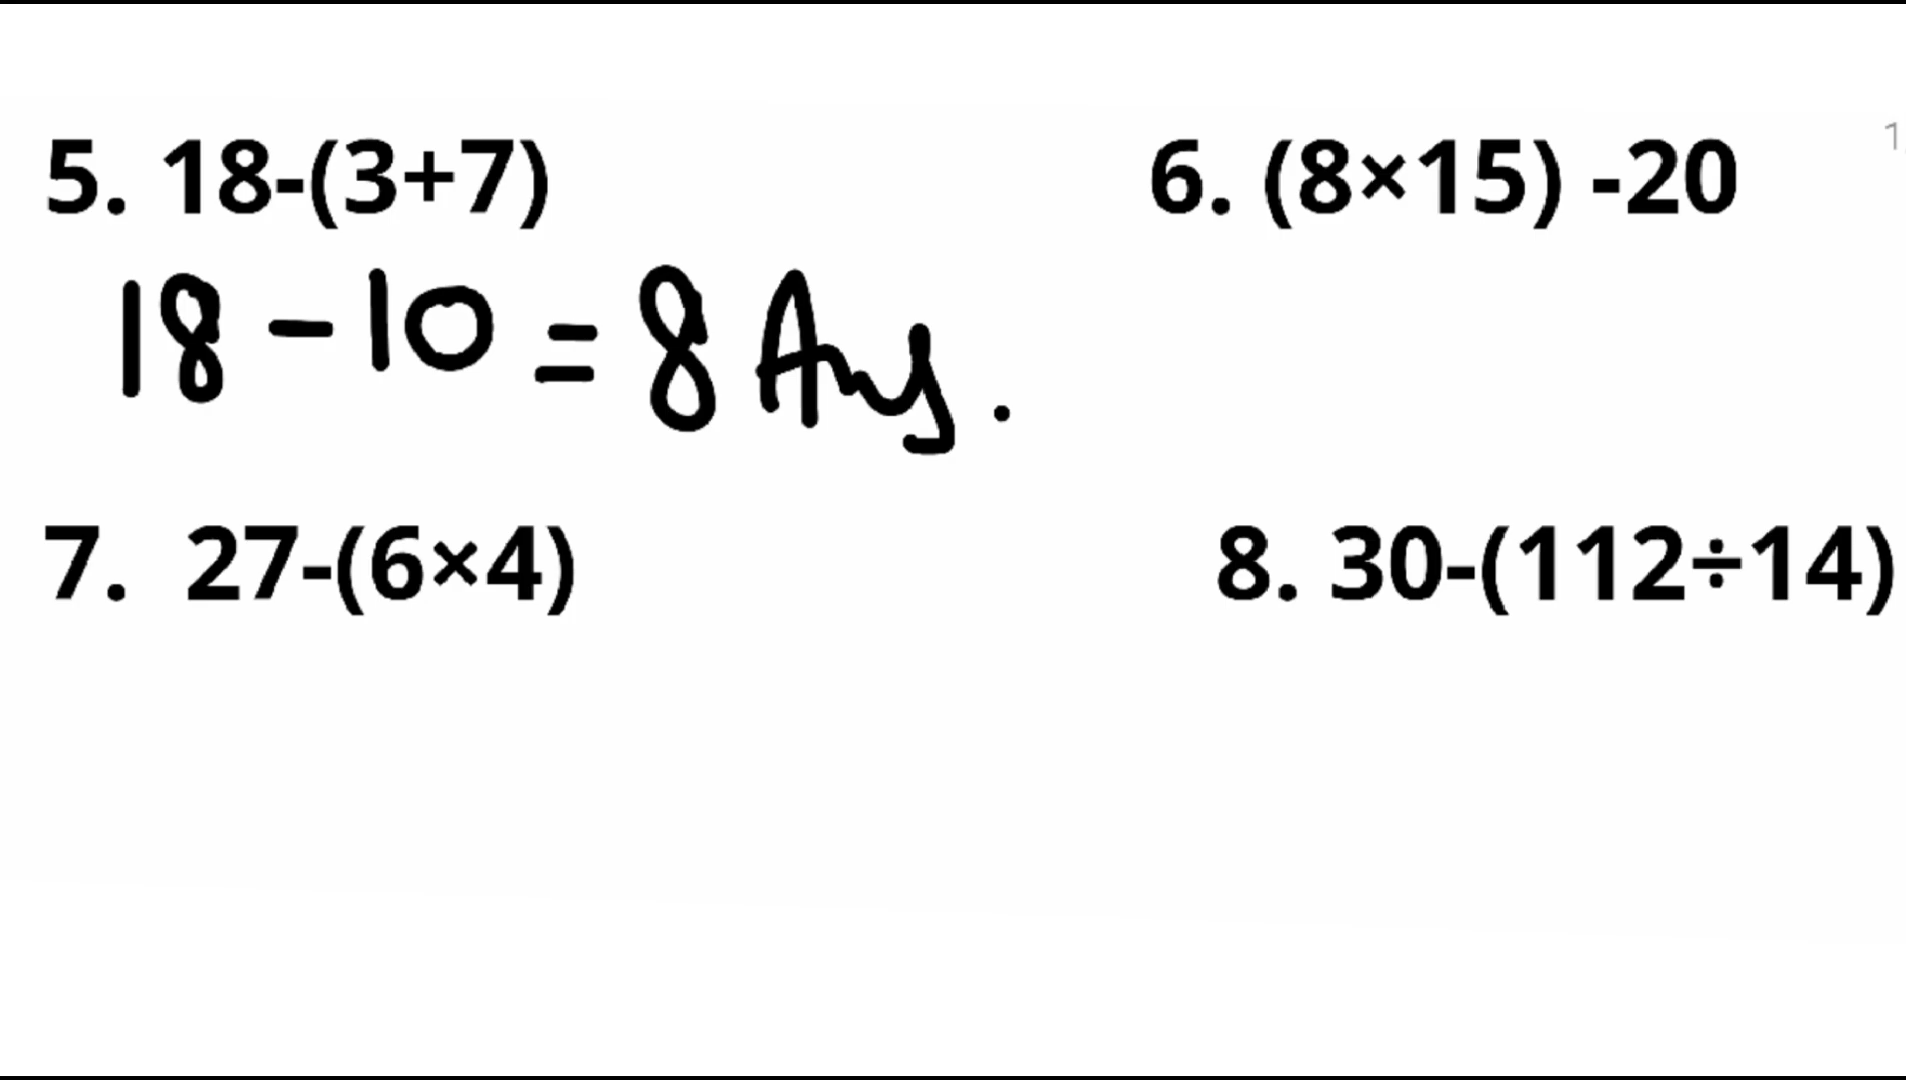 5. 18-(3+7)
6. (8×15) -20
18 - 10 = 8 Ans.
7. 27-(6×4)
8. 30-(112÷14)